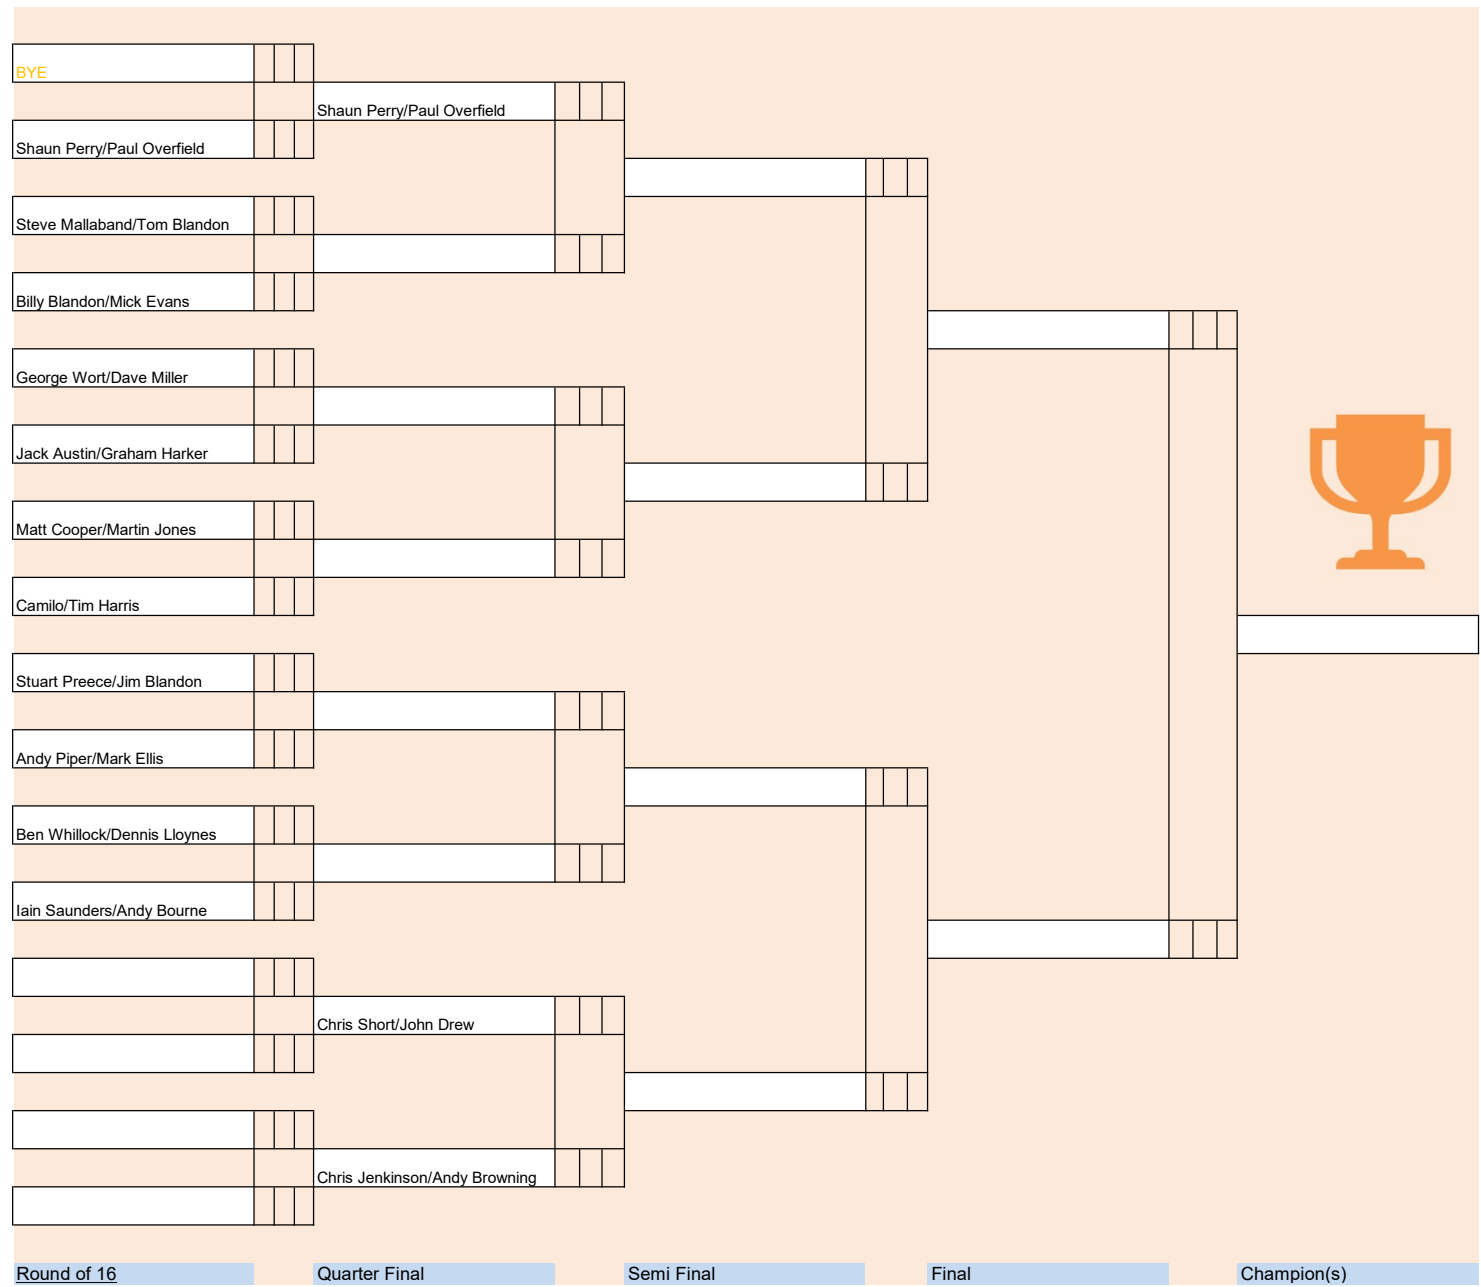 BYE
Shaun Perry/Paul Overfield
Shaun Perry/Paul Overfield
Steve Mallaband/Tom Blandon
Billy Blandon/Mick Evans
George Wort/Dave Miller
Jack Austin/Graham Harker
Matt Cooper/Martin Jones
Camilo/Tim Harris
Stuart Preece/Jim Blandon
Andy Piper/Mark Ellis
Ben Whillock/Dennis Lloynes
Iain Saunders/Andy Bourne
Chris Short/John Drew
Chris Jenkinson/Andy Browning
Round of 16
Quarter Final
Semi Final
Final
Champion(s)